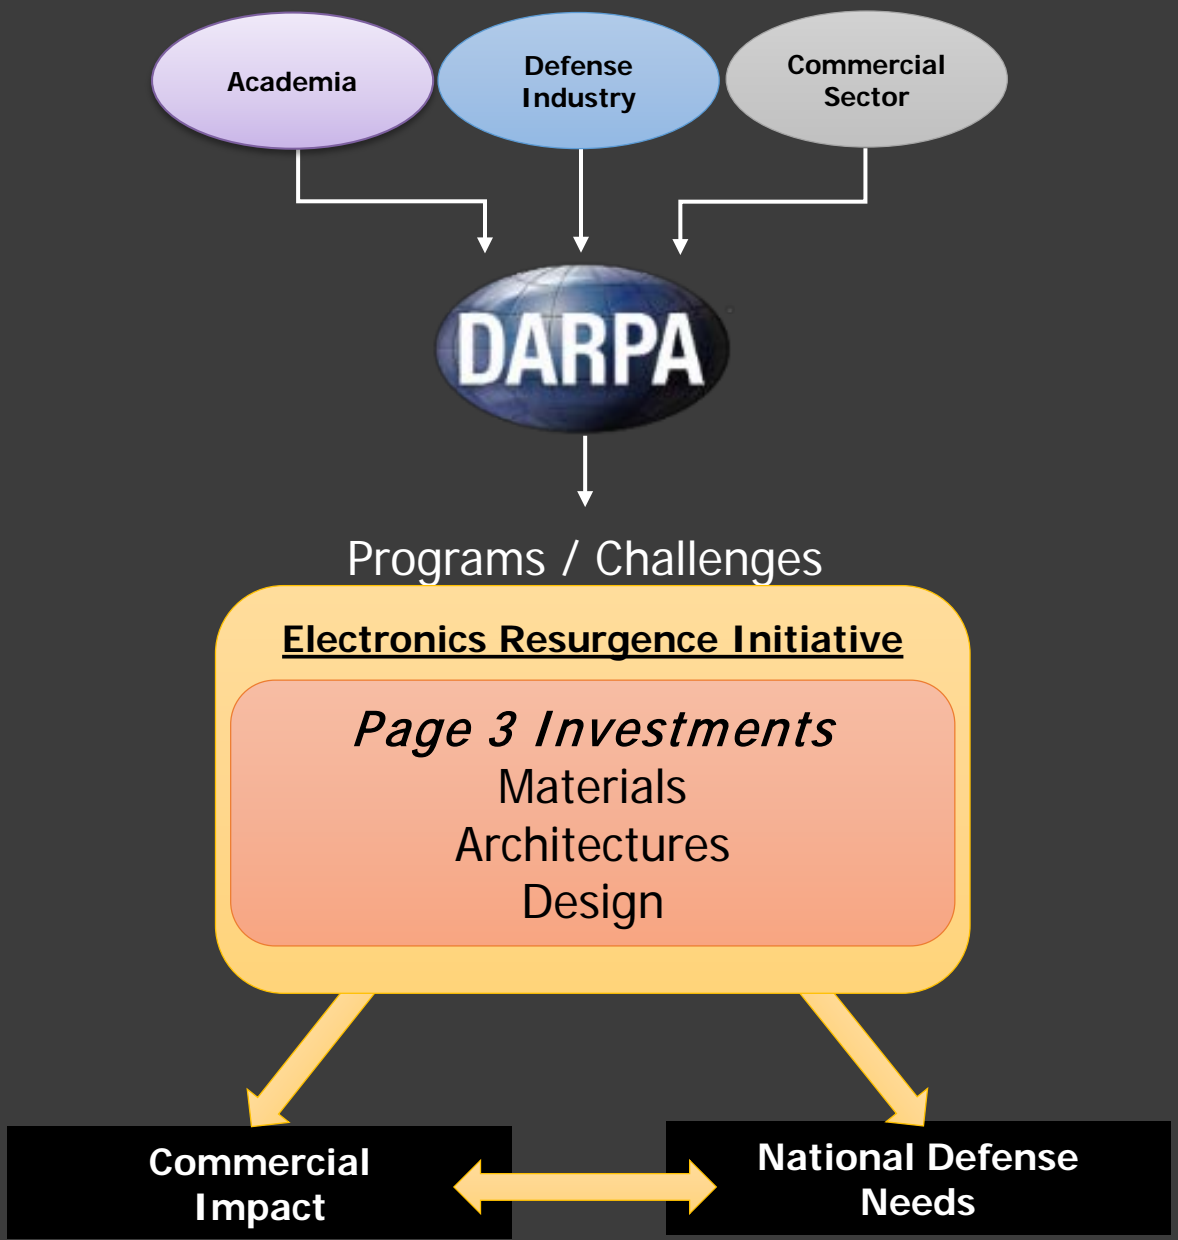 Academia
Defense
Industry
Commercial
Sector
DARPA
Programs / Challenges
Electronics Resurgence Initiative
Page 3 Investments
Materials
Architectures
Design
Commercial
Impact
National Defense
Needs